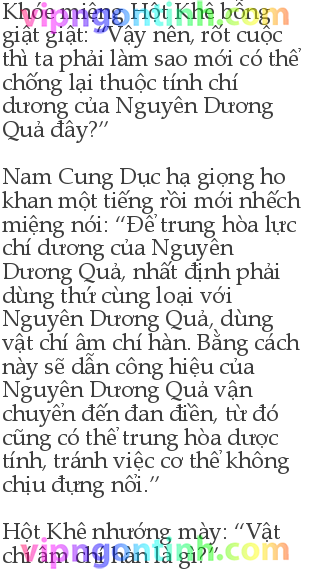 Khóe miệng Hột Khê bỗng
giật giật: “Vậy nên, rốt cuộc
thì ta phải làm sao mới có thể
chống lại thuộc tính chí
dương của Nguyên Dương
Quả đây?”
Nam Cung Dục hạ giọng ho
khan một tiếng rồi mới nhếch
miệng nói: “Để trung hòa lực
chí dương của Nguyên
Dương Quả, nhất định phải
dùng thứ cùng loại với
Nguyên Dương Quả, dùng
vật chí âm chí hàn. Bằng cách
này sẽ dẫn công hiệu của
Nguyên Dương Quả vận
chuyển đến đan điền, từ đó
cũng có thể trung hòa dược
tính, tránh việc cơ thể không
chịu đựng nổi.”
Hột Khê nhướng mày: “Vật
chí âm chí hàn là gì?”
vipngontinh.com
vipngontinh.com